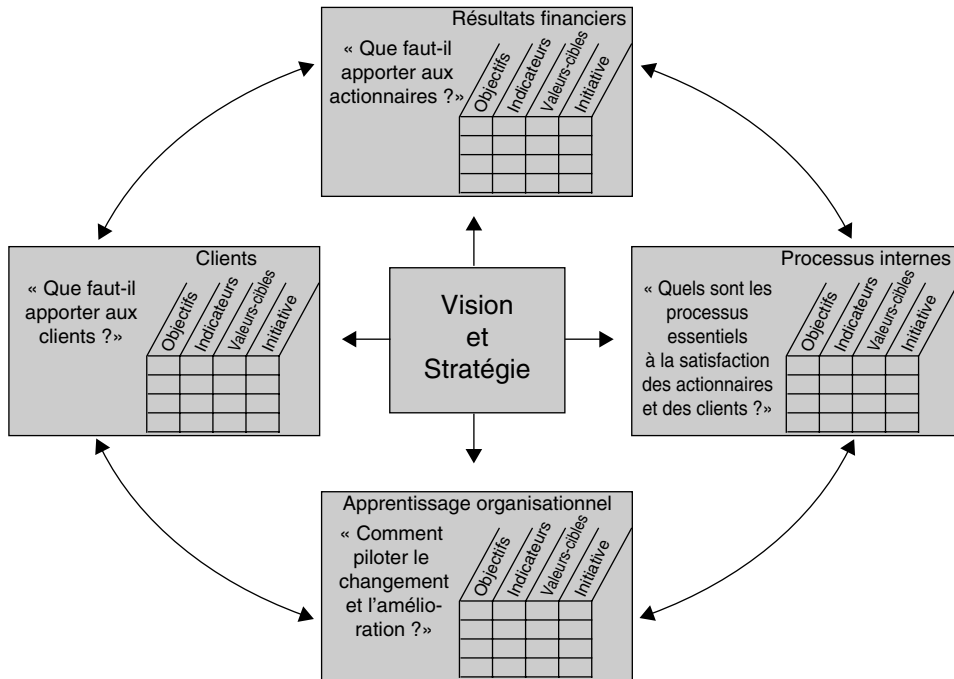 Résultats financiers
« Que faut-il
apporter aux
actionnaires ?»
Objectifs
Indicateurs
Valeurs-cibles
Initiative
Clients
« Que faut-il
apporter aux
clients ?»
Objectifs
Indicateurs
Valeurs-cibles
Initiative
Vision
et
Stratégie
Processus internes
« Quels sont les
processus
essentiels
à la satisfaction
des actionnaires
et des clients ?»
Objectifs
Indicateurs
Valeurs-cibles
Initiative
Apprentissage organisationnel
« Comment
piloter le
changement
et l'amélio-
ration ?»
Objectifs
Indicateurs
Valeurs-cibles
Initiative